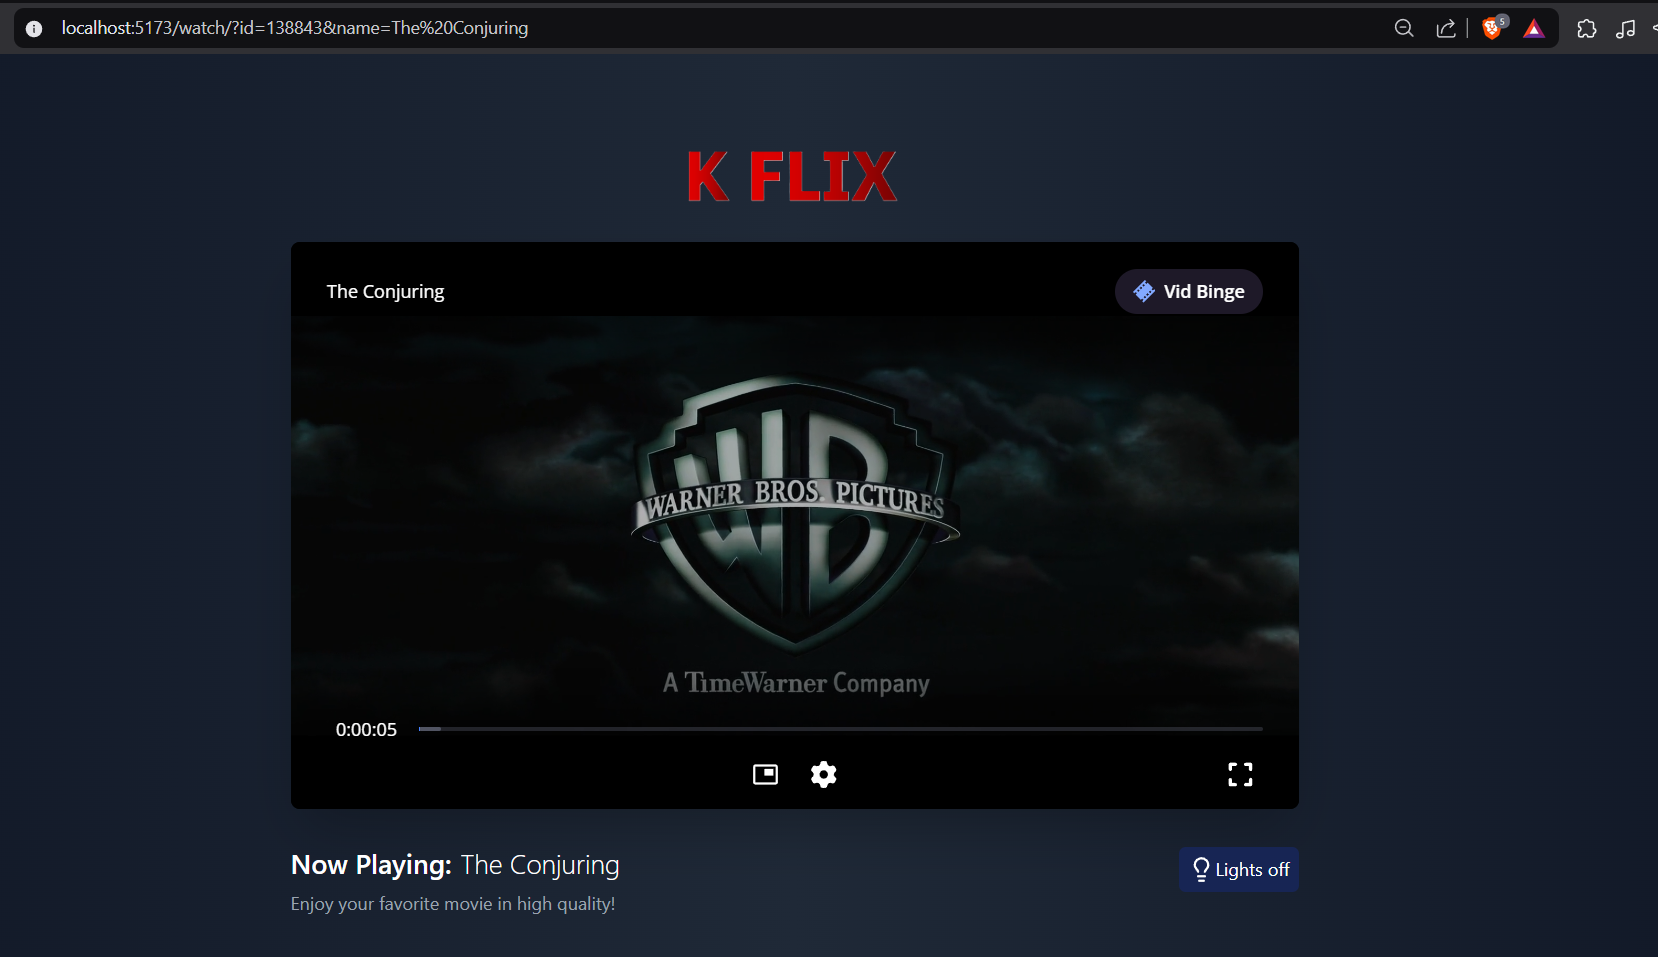 localhost:5173/watch/?id=138843&name=The%20Conjuring
5
K FLIX
The Conjuring
Vid Binge
WARNER BROS. PICTURES
A TimeWarner Company
0:00:05
Now Playing: The Conjuring
Lights off
Enjoy your favorite movie in high quality!